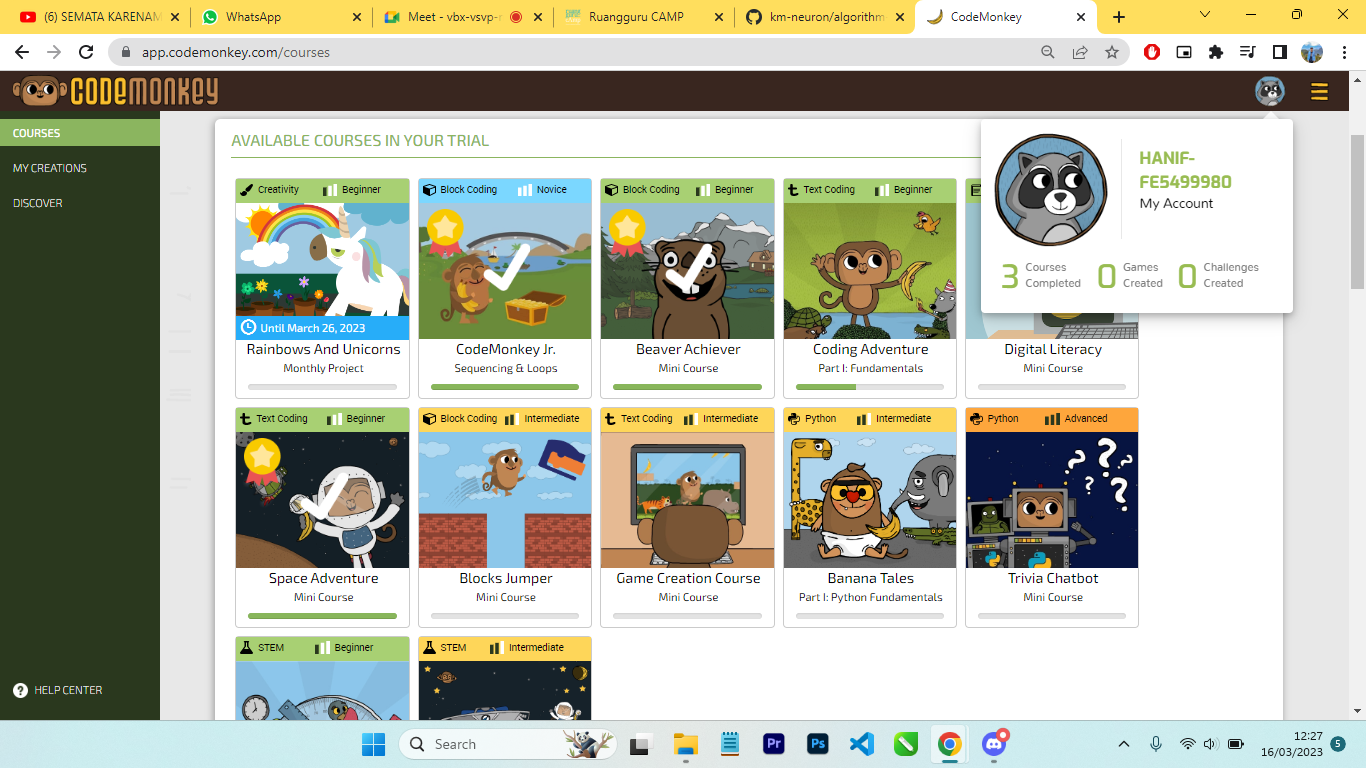 (6) SEMATA KARENAM
WhatsApp
Meet - vbx-vsvp-r
Ruangguru CAMP
km-neuron/algorithm
CodeMonkey
app.codemonkey.com/courses
CODEMONKEY
COURSES
MY CREATIONS
DISCOVER
HELP CENTER
AVAILABLE COURSES IN YOUR TRIAL
HANIF-
FE5499980
My Account
3 Courses Completed
0 Games Created
0 Challenges Created
Creativity Beginner
Until March 26, 2023
Rainbows And Unicorns
Monthly Project
Block Coding Novice
CodeMonkey Jr.
Sequencing & Loops
Block Coding Beginner
Beaver Achiever
Mini Course
Text Coding Beginner
Coding Adventure
Part I: Fundamentals
Digital Literacy
Mini Course
Text Coding Beginner
Space Adventure
Mini Course
Block Coding Intermediate
Blocks Jumper
Mini Course
Text Coding Intermediate
Game Creation Course
Mini Course
Python Intermediate
Banana Tales
Part I: Python Fundamentals
Python Advanced
? ? ? ? ?
Trivia Chatbot
Mini Course
STEM Beginner
STEM Intermediate
Search
Pr
Ps
12:27
16/03/2023
5